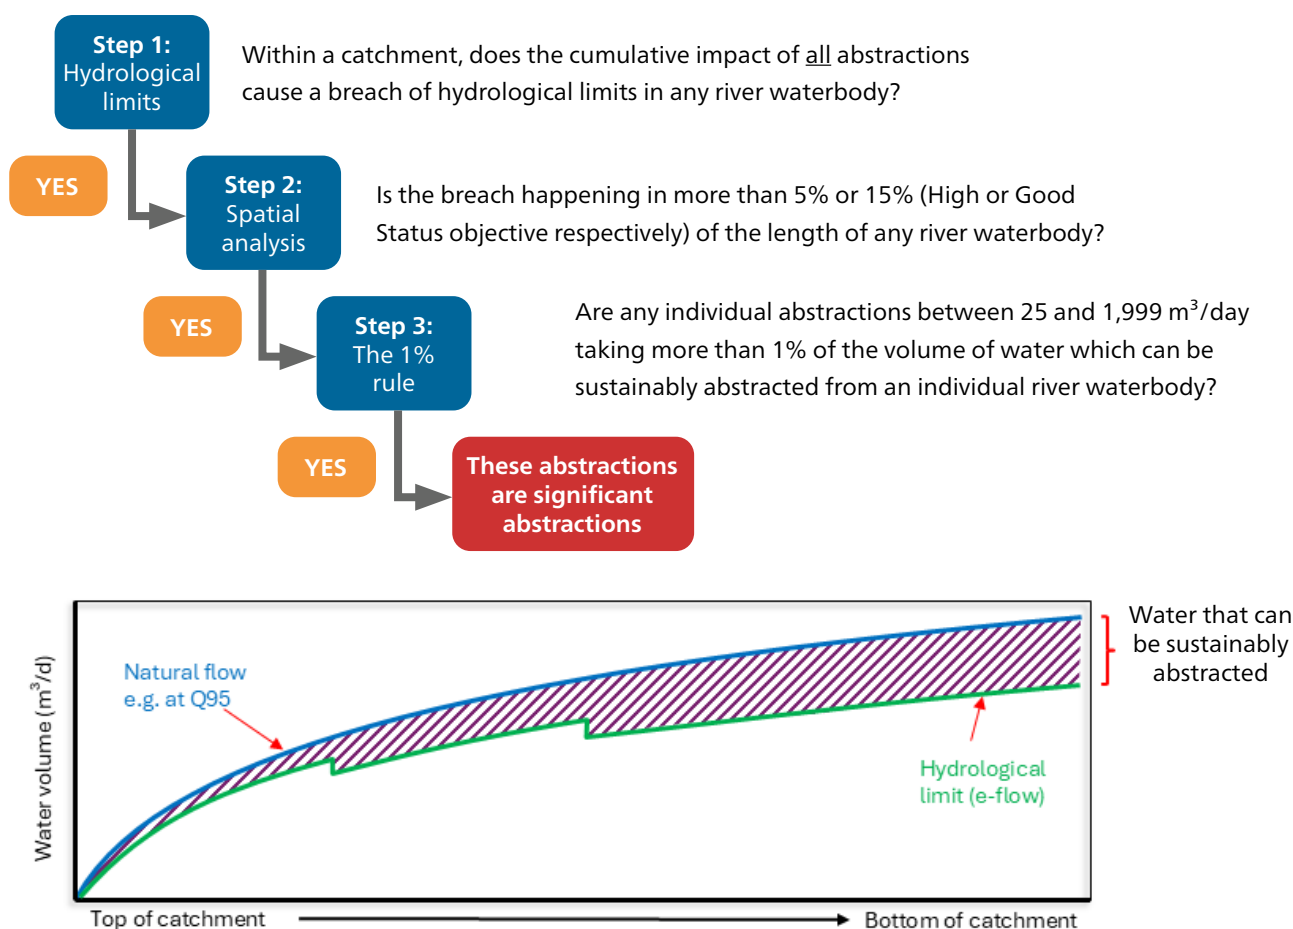 Step 1:
Hydrological
limits
Within a catchment, does the cumulative impact of all abstractions
cause a breach of hydrological limits in any river waterbody?
YES
Step 2:
Spatial
analysis
Is the breach happening in more than 5% or 15% (High or Good
Status objective respectively) of the length of any river waterbody?
YES
Step 3:
The 1%
rule
Are any individual abstractions between 25 and 1,999 m³/day
taking more than 1% of the volume of water which can be
sustainably abstracted from an individual river waterbody?
YES
These abstractions
are significant
abstractions
Water volume (m³/d)
Natural flow
e.g. at Q95
Water that can
be sustainably
abstracted
Hydrological
limit (e-flow)
Top of catchment
Bottom of catchment